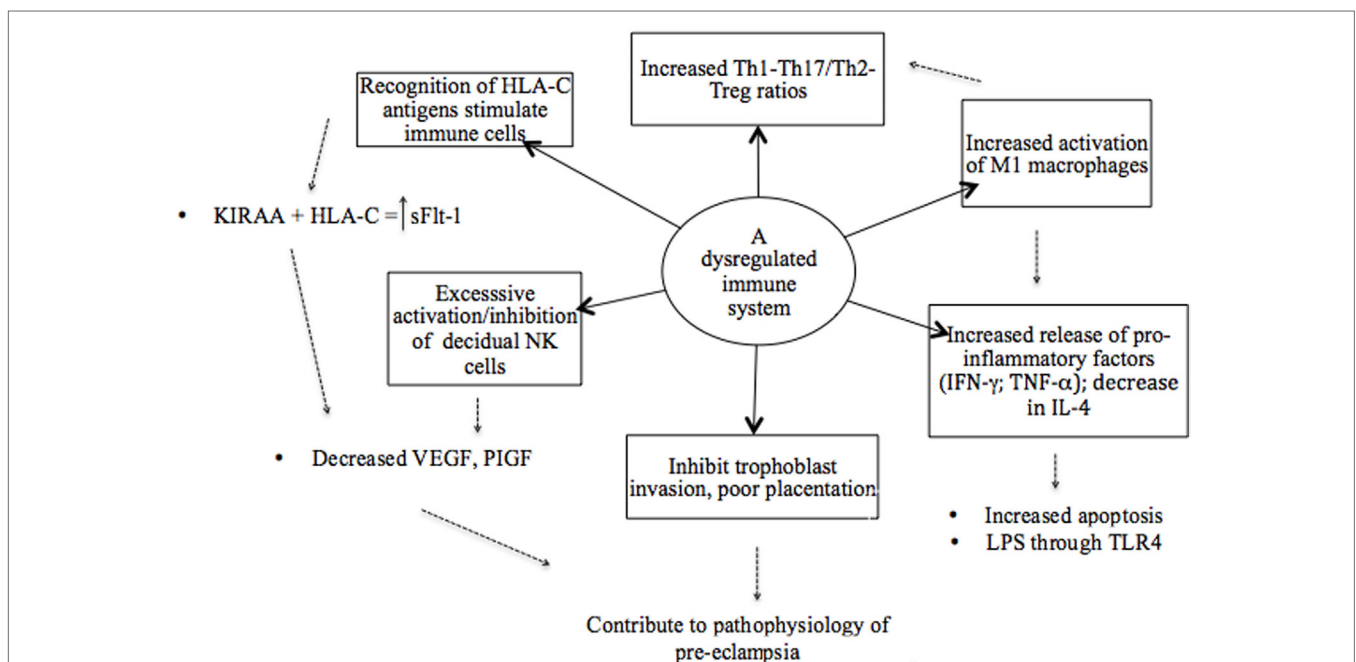 Increased Th1-Th17/Th2-
Treg ratios
Recognition of HLA-C
antigens stimulate
immune cells
Increased activation
of M1 macrophages
• KIRAA + HLA-C =↑ sFlt-1
A
dysregulated
immune
system
Excesssive
activation/inhibition
of decidual NK
cells
Increased release of pro-
inflammatory factors
(IFN-γ; TNF-α); decrease
in IL-4
• Decreased VEGF, PIGF
Inhibit trophoblast
invasion, poor placentation
• Increased apoptosis
• LPS through TLR4
Contribute to pathophysiology of
pre-eclampsia